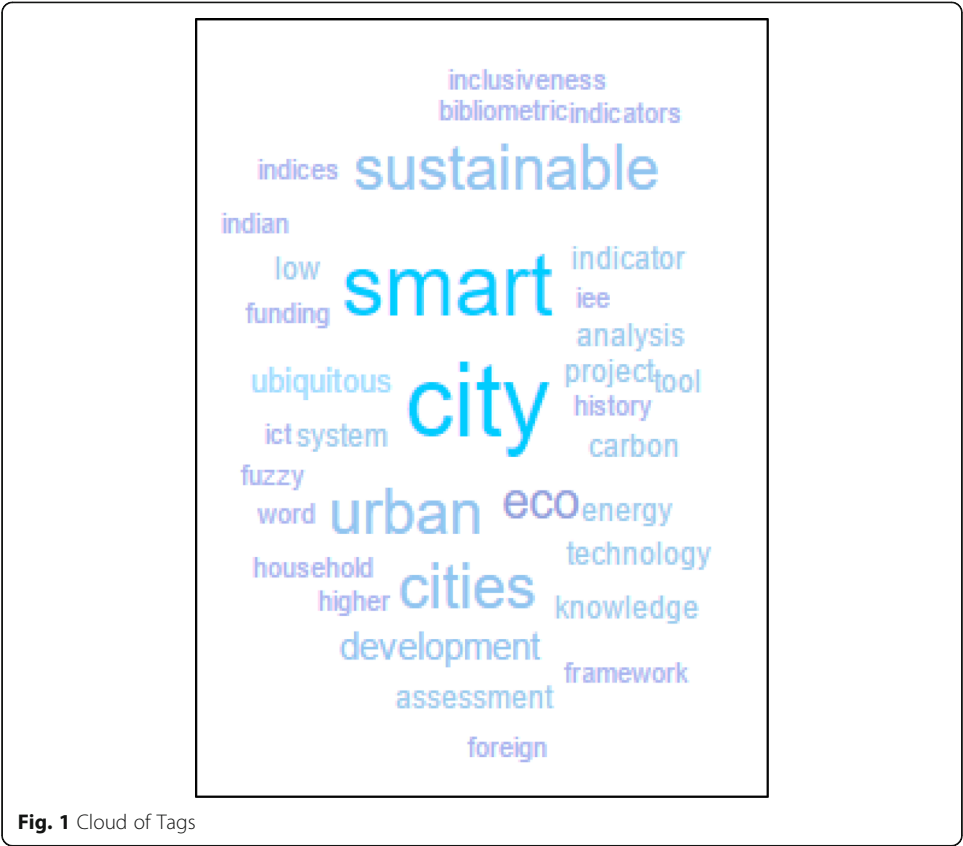 inclusiveness
bibliometric indicators
indices sustainable
indian
low smart indicator
funding iee
analysis
ubiquitous city project tool
history
ict system carbon
fuzzy
word urban eco energy
technology
household cities
higher knowledge
development
framework
assessment
foreign
Fig. 1 Cloud of Tags